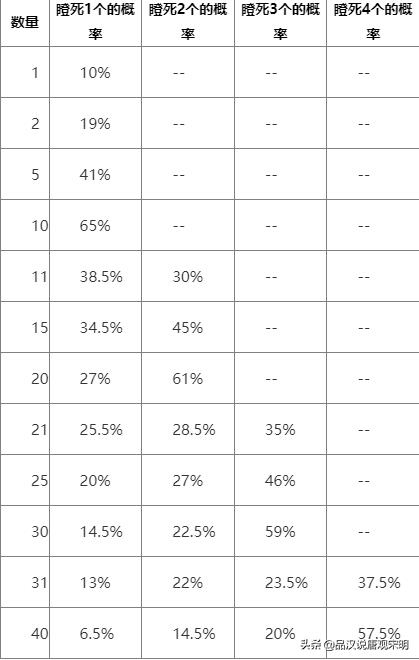 数量 瞪死1个的概率 瞪死2个的概率 瞪死3个的概率 瞪死4个的概率
1 10% -- -- --
2 19% -- -- --
5 41% -- -- --
10 65% -- -- --
11 38.5% 30% -- --
15 34.5% 45% -- --
20 27% 61% -- --
21 25.5% 28.5% 35% --
25 20% 27% 46% --
30 14.5% 22.5% 59% --
31 13% 22% 23.5% 37.5%
40 6.5% 14.5% 20% 57.5%
头条 @品汉说唐观宋明